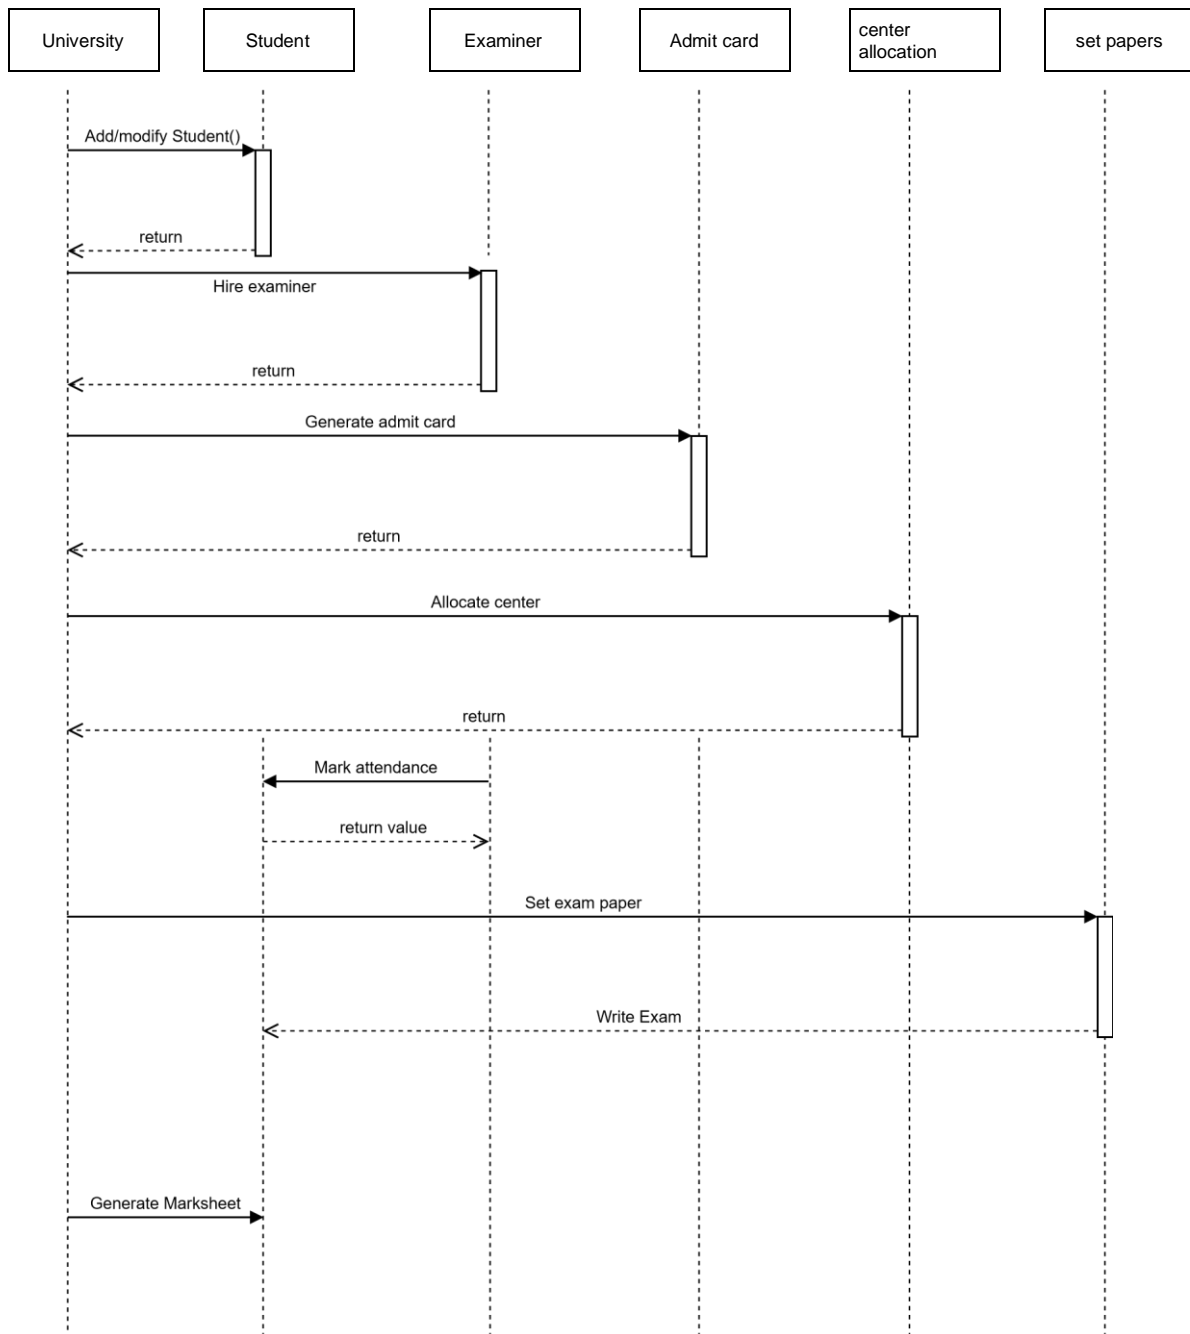 University
Student
Examiner
Admit card
center
allocation
set papers
Add/modify Student()
return
Hire examiner
return
Generate admit card
return
Allocate center
return
Mark attendance
return value
Set exam paper
Write Exam
Generate Marksheet